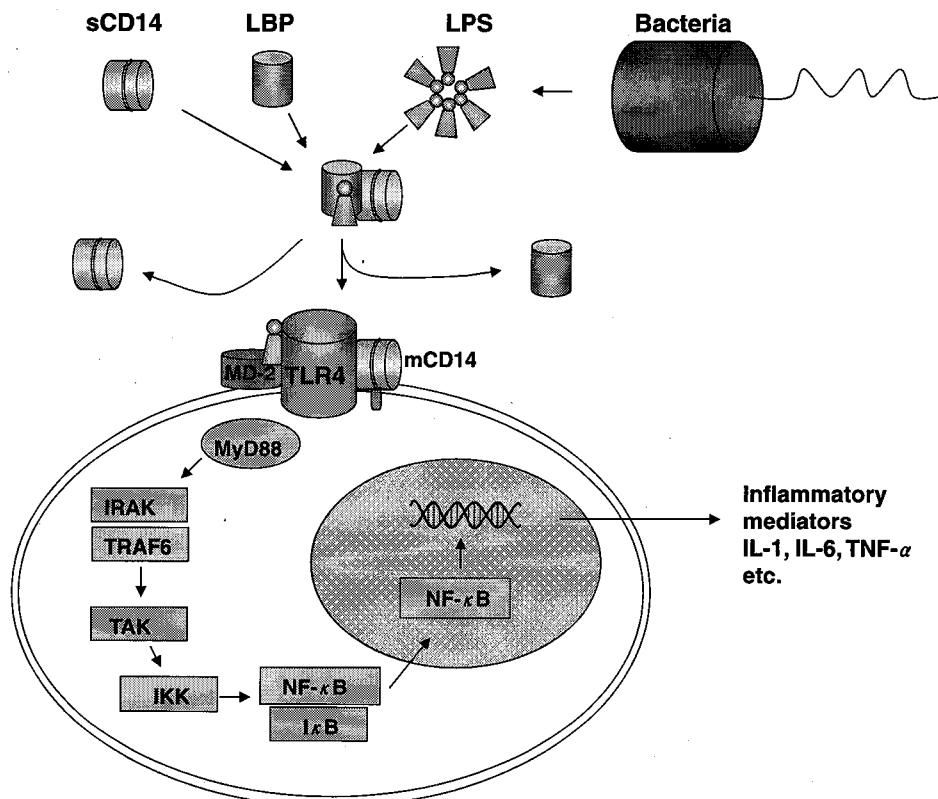 sCD14
LBP
LPS
Bacteria
MD-2
TLR4
mCD14
MyD88
IRAK
TRAF6
TAK
IKK
NF-κB
IκB
NF-κB
Inflammatory
mediators
IL-1, IL-6, TNF-α
etc.